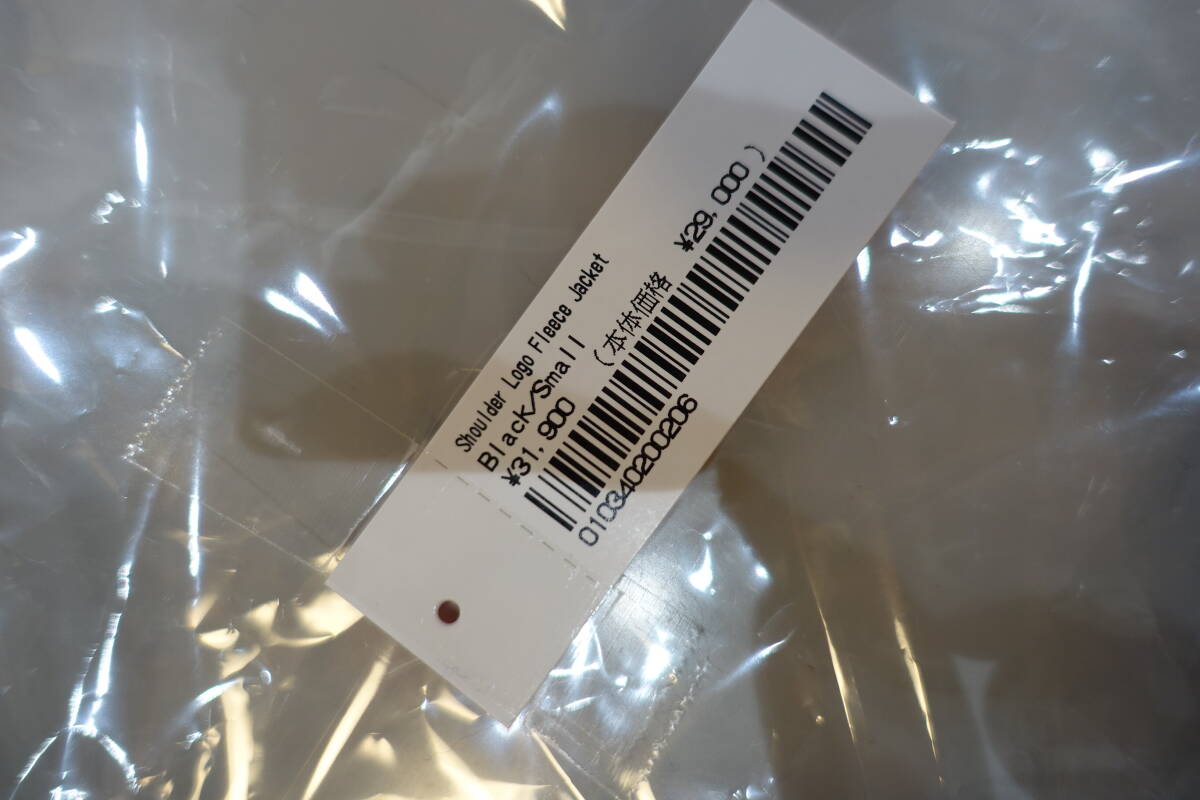 Shoulder Logo Fleece Jacket
Black/Small
¥31,900 (本体価格 ¥29,000)
010340200206